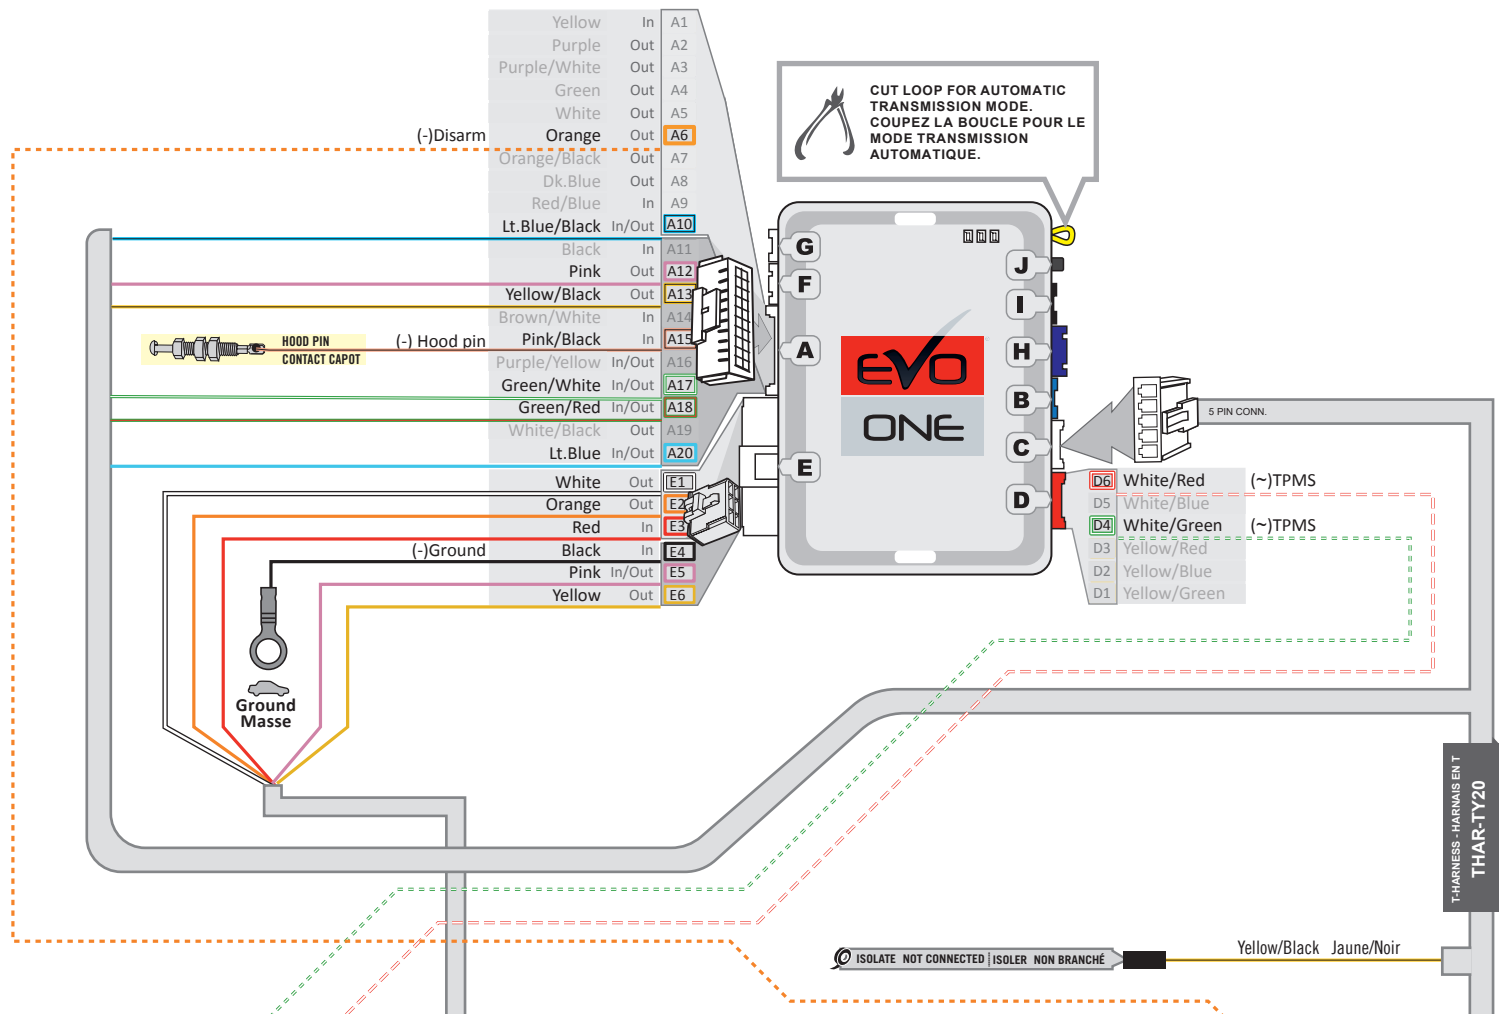 Yellow In A1
Purple Out A2
Purple/White Out A3
Green Out A4
White Out A5
(-)Disarm Orange Out A6
Orange/Black Out A7
Dk.Blue Out A8
Red/Blue In A9
Lt.Blue/Black In/Out A10
Black In A11
Pink Out A12
Yellow/Black Out A13
Brown/White In A14
(-) Hood pin Pink/Black In A15
Purple/Yellow In/Out A16
Green/White In/Out A17
Green/Red In/Out A18
White/Black Out A19
Lt.Blue In/Out A20
HOOD PIN
CONTACT CAPOT
White Out E1
Orange Out E2
Red In E3
(-)Ground Black In E4
Pink In/Out E5
Yellow Out E6
Ground
Masse
CUT LOOP FOR AUTOMATIC
TRANSMISSION MODE.
COUPEZ LA BOUCLE POUR LE
MODE TRANSMISSION
AUTOMATIQUE.
G
F
A
E
J
I
H
B
C
D
EVO
ONE
5 PIN CONN.
D6 White/Red (~)TPMS
D5 White/Blue
D4 White/Green (~)TPMS
D3 Yellow/Red
D2 Yellow/Blue
D1 Yellow/Green
T-HARNESS - HARNAIS EN T
THAR-TY20
ISOLATE NOT CONNECTED ISOLER NON BRANCHÉ
Yellow/Black Jaune/Noir